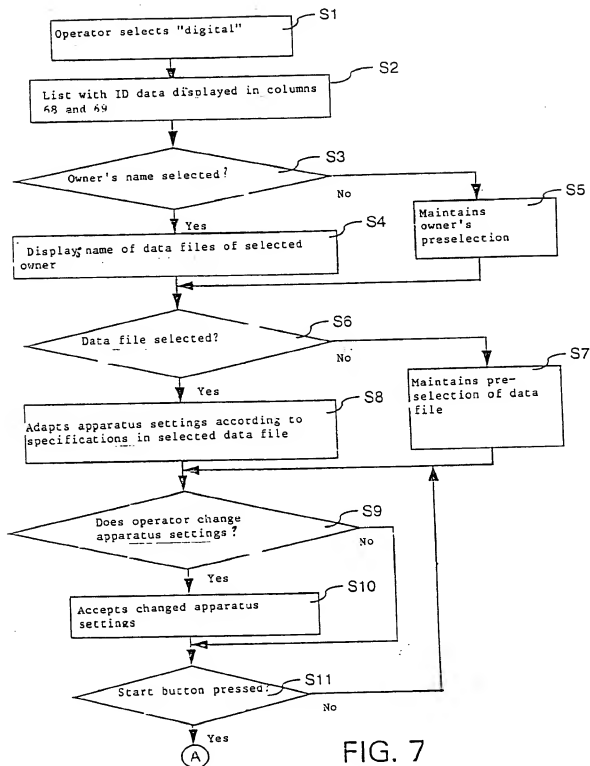 S1
Operator selects "digital"
S2
List with ID data displayed in columns
68 and 69
S3
Owner's name selected?
No
Yes
S4
Display name of data files of selected
owner
S5
Maintains
owner's
preselection
S6
Data file selected?
No
Yes
S7
Maintains pre-
selection of data
file
S8
Adapts apparatus settings according to
specifications in selected data file
S9
Does operator change
apparatus settings?
No
Yes
S10
Accepts changed apparatus
settings
S11
Start button pressed?
No
Yes
A
FIG. 7